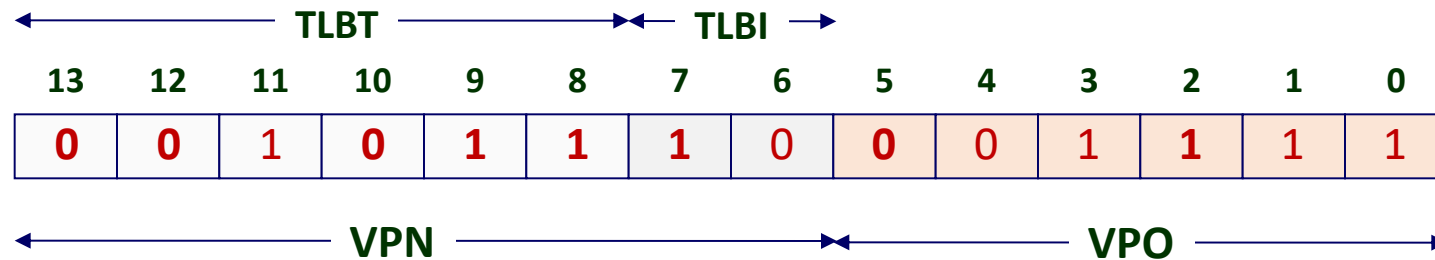 TLBT TLBI
13 12 11 10 9 8 7 6 5 4 3 2 1 0
0 0 1 0 1 1 1 0 0 0 1 1 1 1
VPN VPO